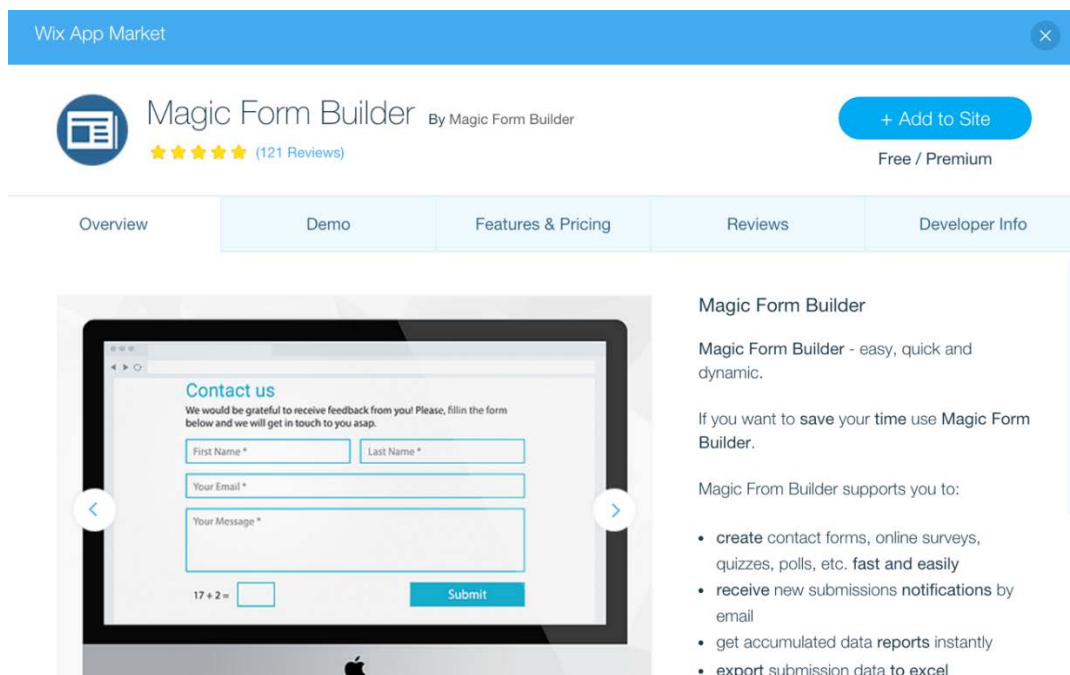 Wix App Market
Magic Form Builder By Magic Form Builder
(121 Reviews)
+ Add to Site
Free / Premium
Overview
Demo
Features & Pricing
Reviews
Developer Info
Contact us
We would be grateful to receive feedback from you! Please, fillin the form
below and we will get in touch to you asap.
First Name *
Last Name *
Your Email *
Your Message *
17 + 2 =
Submit
Magic Form Builder
Magic Form Builder - easy, quick and
dynamic.
If you want to save your time use Magic Form
Builder.
Magic From Builder supports you to:
• create contact forms, online surveys,
quizzes, polls, etc. fast and easily
• receive new submissions notifications by
email
• get accumulated data reports instantly
• export submission data to excel